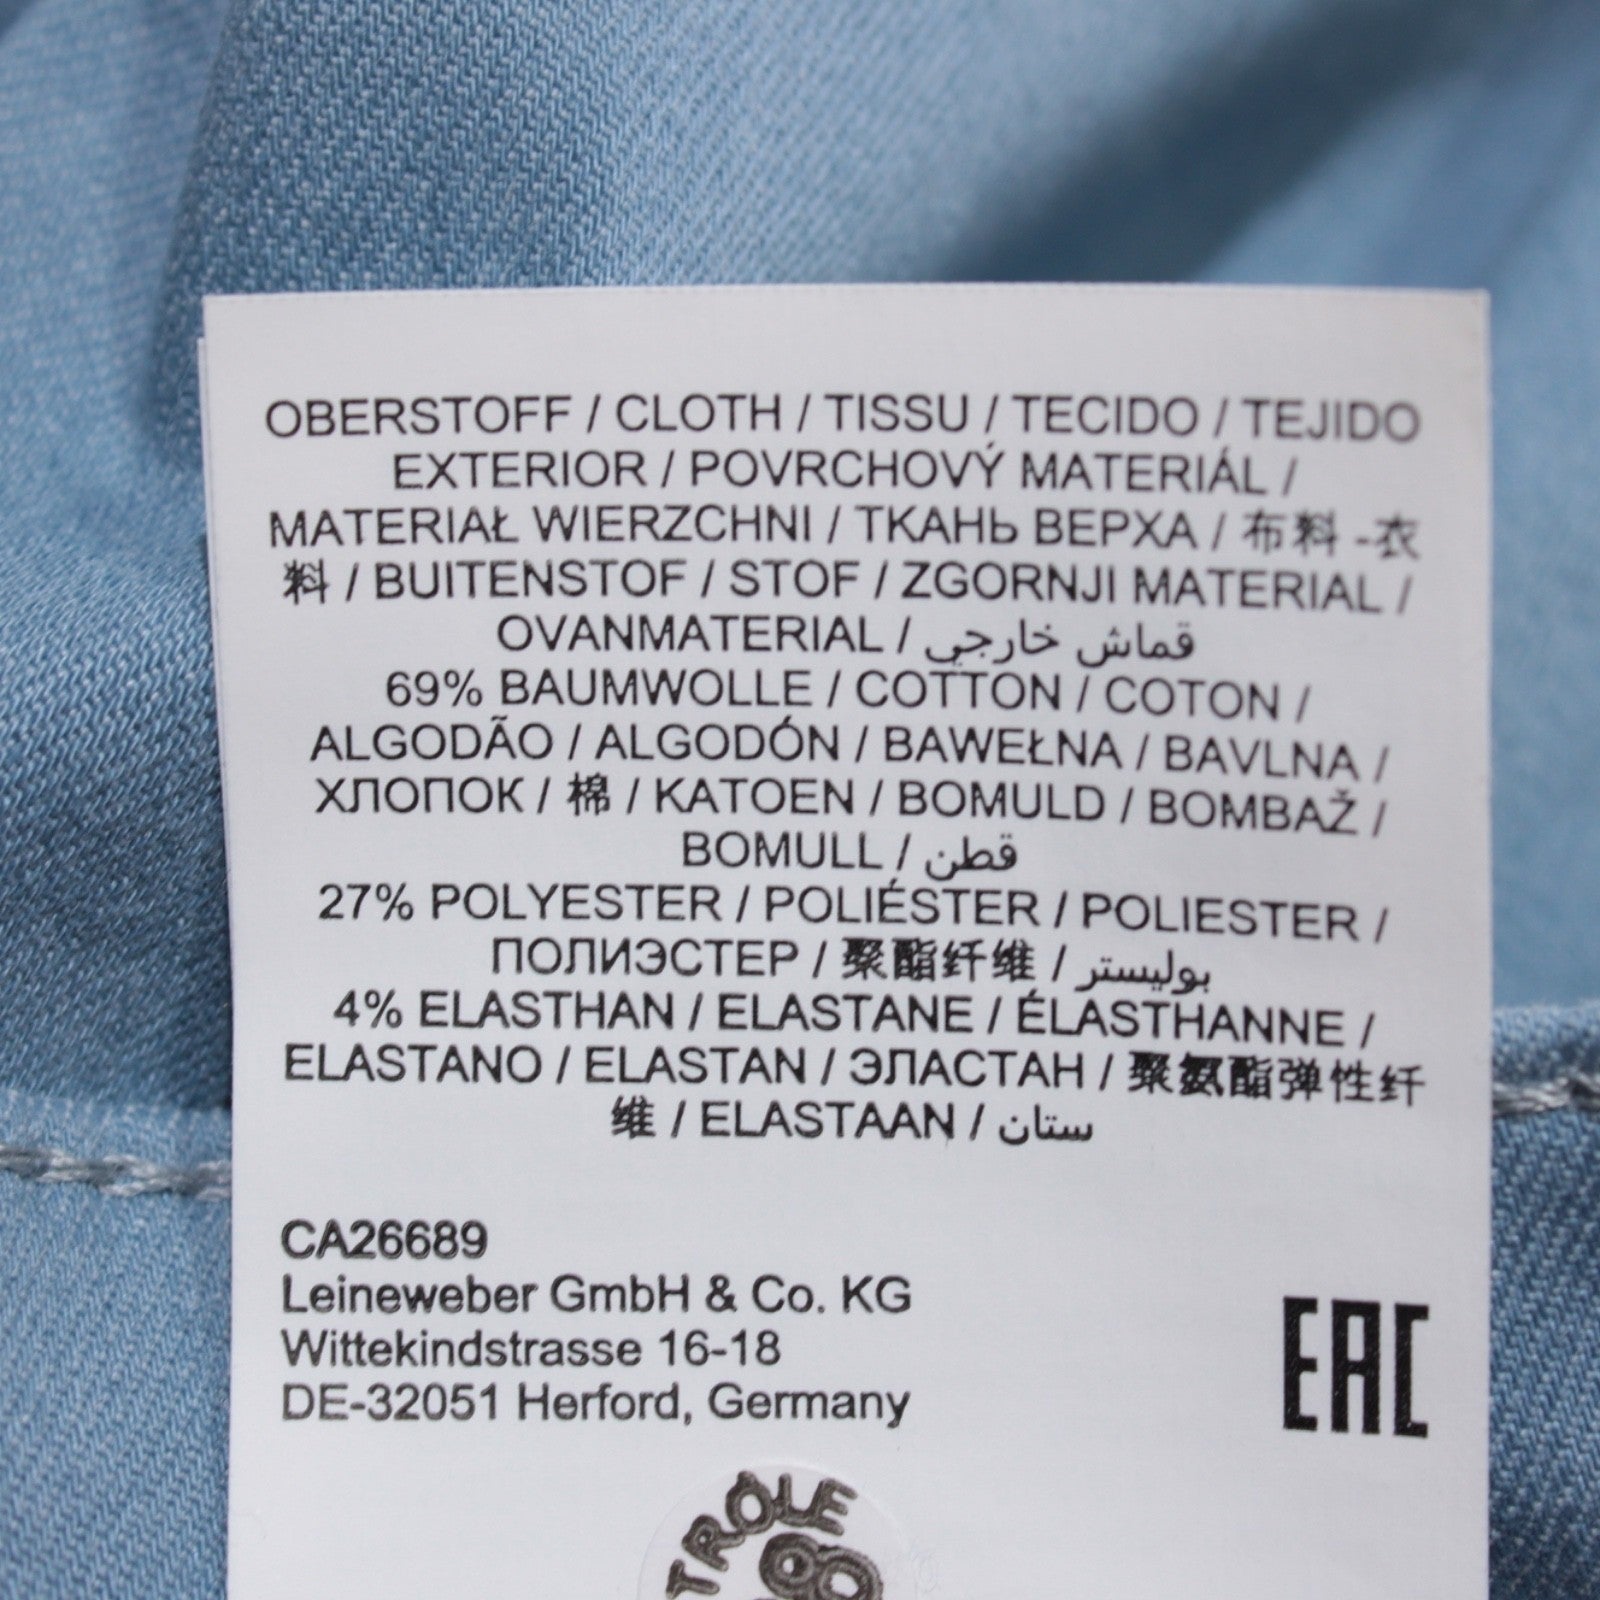 OBERSTOFF / CLOTH / TISSU / TECIDO / TEJIDO
EXTERIOR / POVRCHOVÝ MATERIÁL /
MATERIAŁ WIERZCHNI / ТКАНЬ ВЕРХА / 布料 -衣
料 / BUITENSTOF / STOF / ZGORNJI MATERIAL /
OVANMATERIAL / قماش خارجي
69% BAUMWOLLE / COTTON / COTON /
ALGODÃO / ALGODÓN / BAWEŁNA / BAVLNA /
ХЛОПОК / 棉 / KATOEN / BOMULD / BOMBAŽ /
BOMULL / قطن
27% POLYESTER / POLIÉSTER / POLIESTER /
ПОЛИЭСТЕР / 聚酯纤维 / بوليستر
4% ELASTHAN / ELASTANE / ÉLASTHANNE /
ELASTANO / ELASTAN / ЭЛАСТАН / 聚氨酯弹性纤
维 / ELASTAAN / ستان
CA26689
Leineweber GmbH & Co. KG
Wittekindstrasse 16-18
DE-32051 Herford, Germany
EAC
TRÔLE